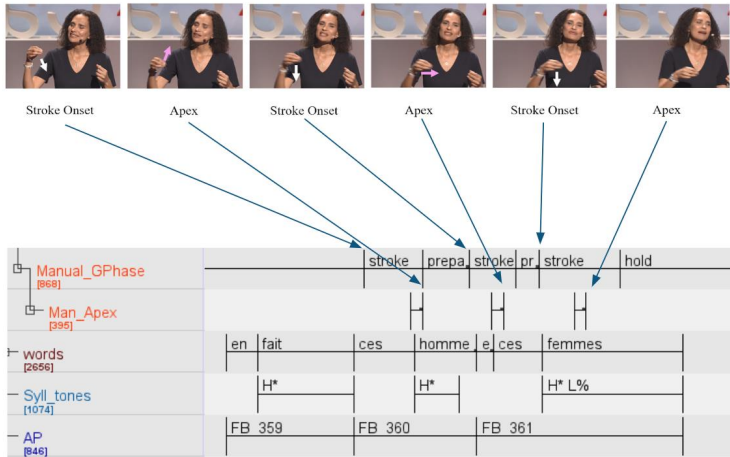 Stroke Onset Apex Stroke Onset Apex Stroke Onset Apex
stroke prepa. stroke pr. stroke hold
Manual_GPhase
[868]
Man_Apex
[395]
en fait ces homme. e. ces femmes
words
[2656]
H* H* H* L%
Syll_tones
[1074]
FB 359 FB 360 FB 361
AP
[846]